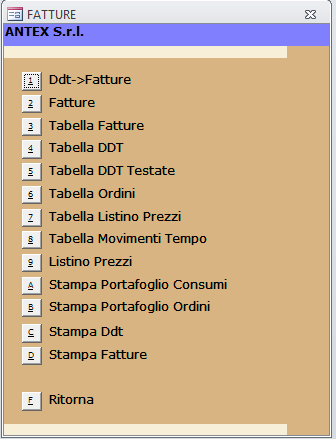 FATTURE
ANTEX S.r.l.
1 Ddt->Fatture
2 Fatture
3 Tabella Fatture
4 Tabella DDT
5 Tabella DDT Testate
6 Tabella Ordini
7 Tabella Listino Prezzi
8 Tabella Movimenti Tempo
9 Listino Prezzi
A Stampa Portafoglio Consumi
B Stampa Portafoglio Ordini
C Stampa Ddt
D Stampa Fatture
F Ritorna